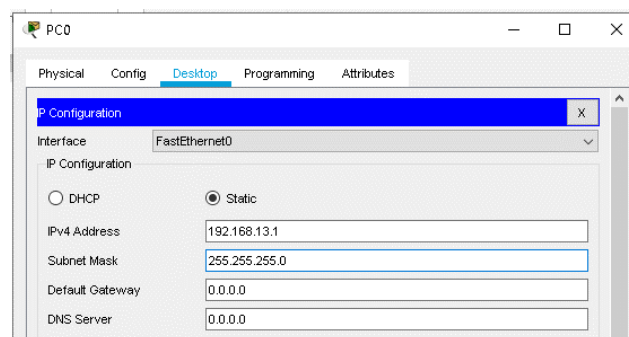 PC0
Physical Config Desktop Programming Attributes
IP Configuration X
Interface FastEthernet0
IP Configuration
DHCP Static
IPv4 Address 192.168.13.1
Subnet Mask 255.255.255.0
Default Gateway 0.0.0.0
DNS Server 0.0.0.0